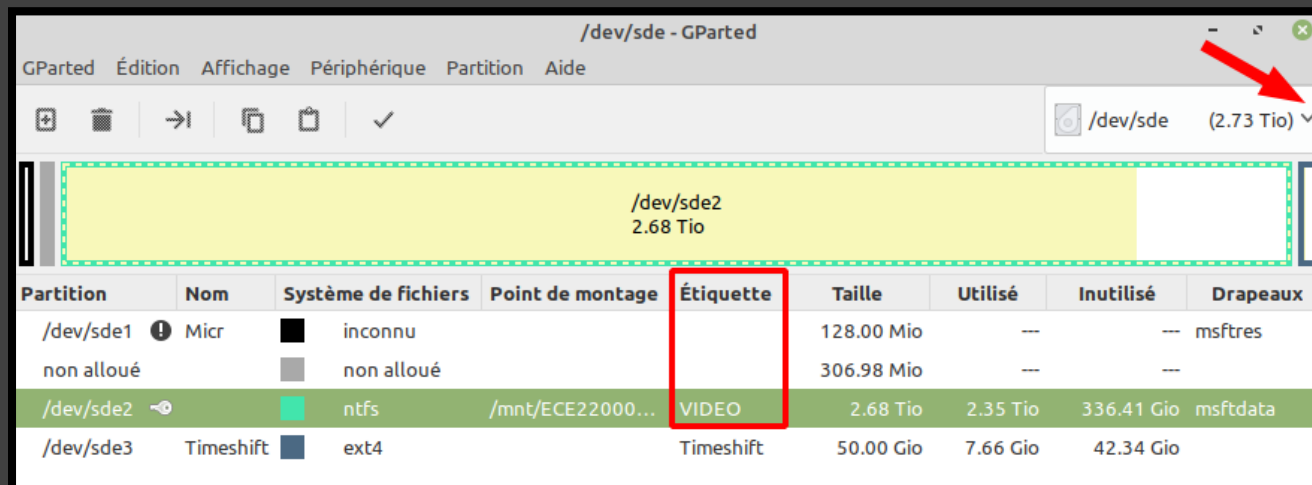 /dev/sde - GParted
GParted Édition Affichage Périphérique Partition Aide
/dev/sde (2.73 Tio)
/dev/sde2
2.68 Tio
Partition Nom Système de fichiers Point de montage Étiquette Taille Utilisé Inutilisé Drapeaux
/dev/sde1 Micr inconnu 128.00 Mio --- --- msftres
non alloué non alloué 306.98 Mio --- ---
/dev/sde2 ntfs /mnt/ECE22000... VIDEO 2.68 Tio 2.35 Tio 336.41 Gio msftdata
/dev/sde3 Timeshift ext4 Timeshift 50.00 Gio 7.66 Gio 42.34 Gio